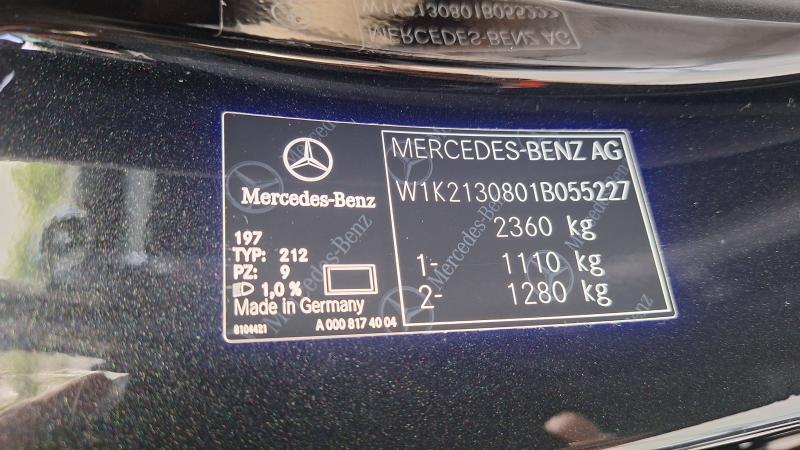 Mercedes-Benz
197
TYP: 212
PZ: 9
1,0 %
Made in Germany
8104421
A 000 817 40 04
MERCEDES-BENZ AG
W1K2130801B055227
2360 kg
1- 1110 kg
2- 1280 kg